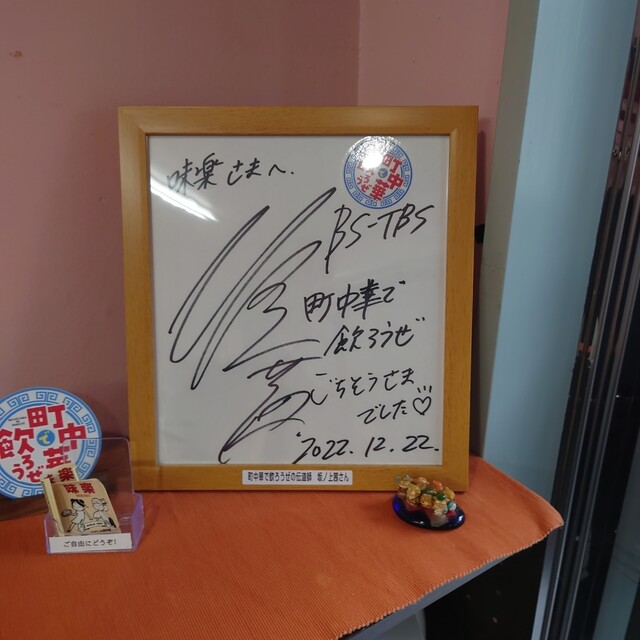 味楽さまへ.
町中華で飲ろうぜ
BS-TBS
町中華で
飲ろうぜ
ごちそうさま
でした♡
'2022.12.22.
町中華で飲ろうぜの伝道師 坂ノ上茜さん
町中華で飲ろうぜ
味楽
ご自由にどうぞ!